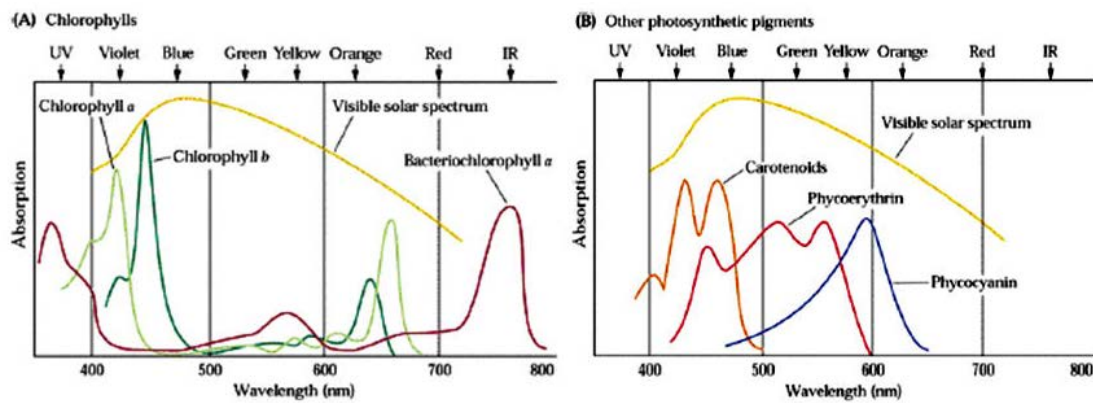 (A) Chlorophylls
UV Violet Blue Green Yellow Orange Red IR
Chlorophyll a
Visible solar spectrum
Chlorophyll b
Bacteriochlorophyll a
Absorption
400 500 600 700 800
Wavelength (nm)
(B) Other photosynthetic pigments
UV Violet Blue Green Yellow Orange Red IR
Visible solar spectrum
Carotenoids
Phycoerythrin
Phycocyanin
Absorption
400 500 600 700 800
Wavelength (nm)